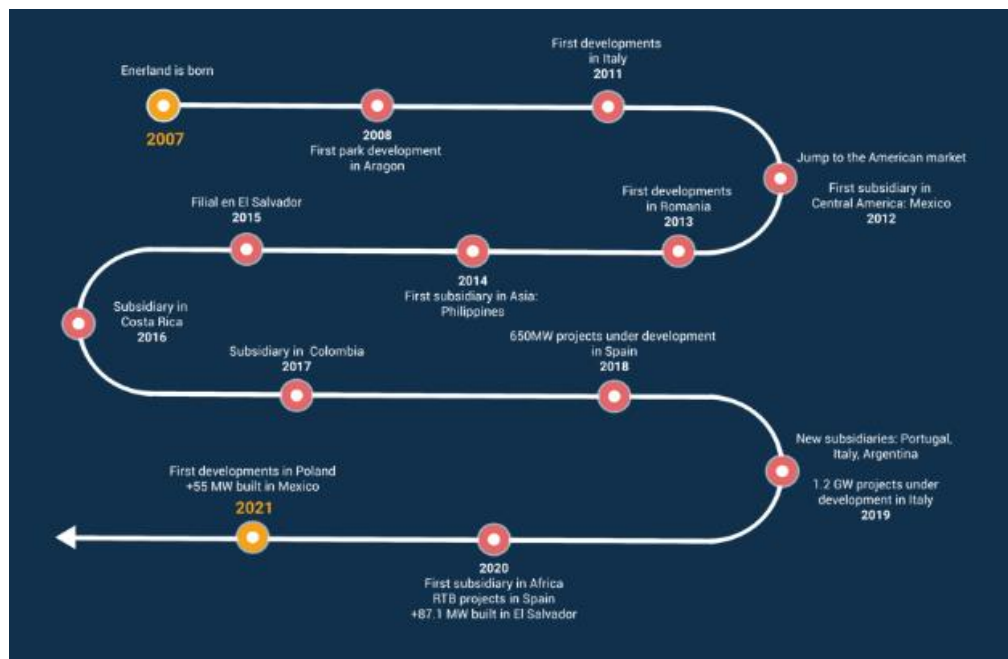 Enerland is born
2007
2008
First park development
in Aragon
First developments
in Italy
2011
Jump to the American market
First subsidiary in
Central America: Mexico
2012
First developments
in Romania
2013
2014
First subsidiary in Asia:
Philippines
Filial en El Salvador
2015
Subsidiary in
Costa Rica
2016
Subsidiary in Colombia
2017
650MW projects under development
in Spain
2018
New subsidiaries: Portugal,
Italy, Argentina
1.2 GW projects under
development in Italy
2019
2020
First subsidiary in Africa
RTB projects in Spain
+87.1 MW built in El Salvador
First developments in Poland
+55 MW built in Mexico
2021